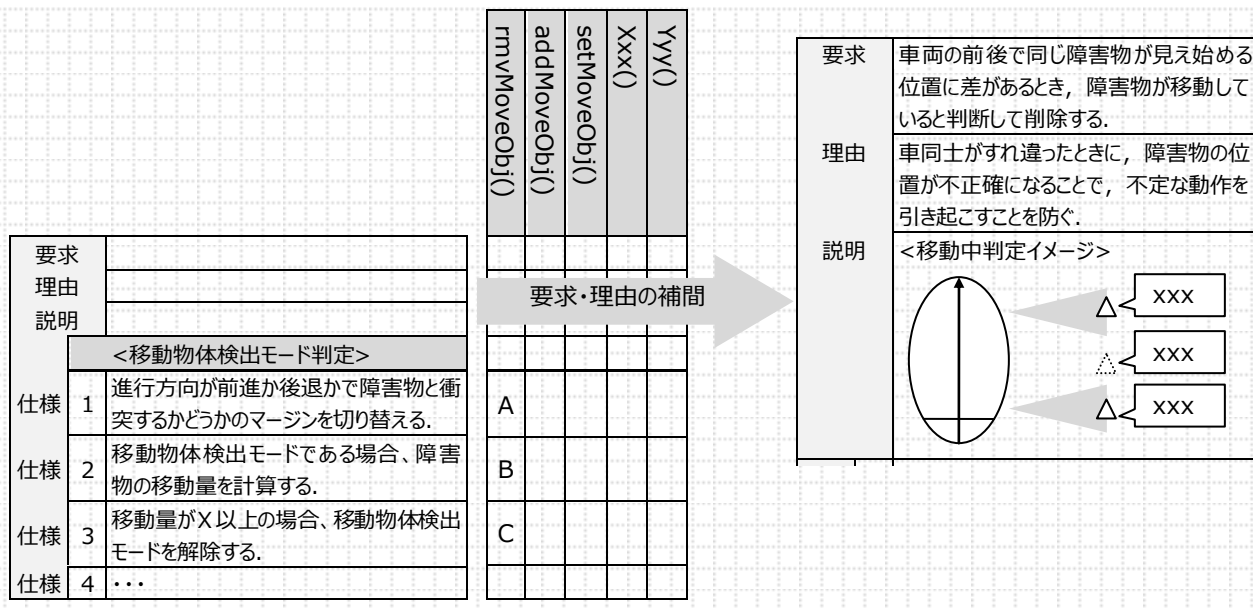 rmvMoveObj()
addMoveObj()
setMoveObj()
Xxx()
Yyy()
要求
理由
説明
<移動物体検出モード判定>
仕様 1 進行方向が前進か後退かで障害物と衝
突するかどうかのマージンを切り替える.
仕様 2 移動物体検出モードである場合、障害
物の移動量を計算する.
仕様 3 移動量がX以上の場合、移動物体検出
モードを解除する.
仕様 4 ・・・
A
B
C
要求・理由の補間
要求 車両の前後で同じ障害物が見え始める
位置に差があるとき，障害物が移動して
いると判断して削除する.
理由 車同士がすれ違ったときに，障害物の位
置が不正確になることで，不定な動作を
引き起こすことを防ぐ.
説明 <移動中判定イメージ>
xxx
xxx
xxx